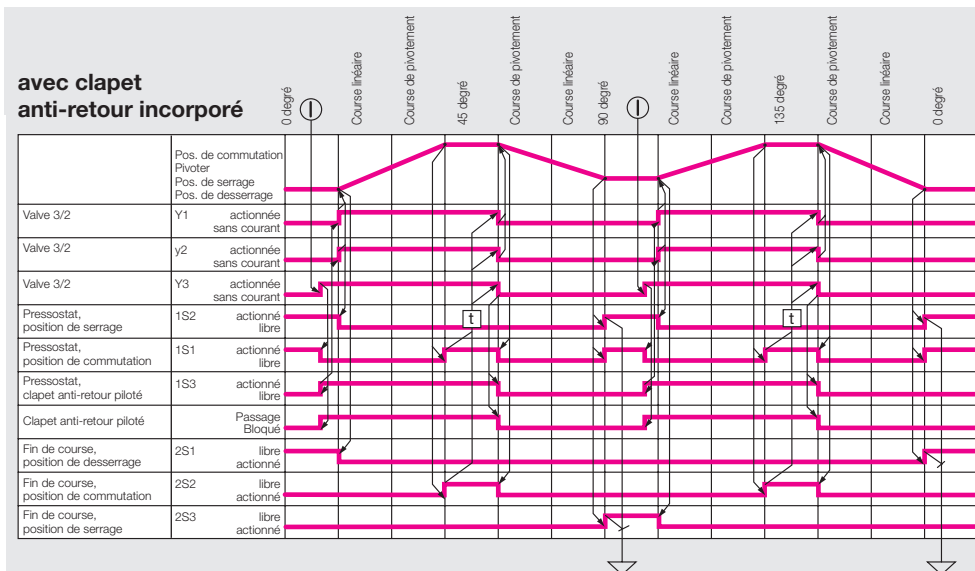 avec clapet
anti-retour incorporé
0 degré
Course linéaire
Course de pivotement
45 degré
Course de pivotement
Course linéaire
90 degré
Course linéaire
Course de pivotement
135 degré
Course de pivotement
Course linéaire
0 degré
Pos. de commutation
Pivoter
Pos. de serrage
Pos. de desserrage
Valve 3/2 Y1 actionnée
sans courant
Valve 3/2 y2 actionnée
sans courant
Valve 3/2 Y3 actionnée
sans courant
Pressostat, 1S2 actionné
position de serrage libre
t
t
Pressostat, 1S1 actionné
position de commutation libre
Pressostat, 1S3 actionné
clapet anti-retour piloté libre
Clapet anti-retour piloté Passage
Bloqué
Fin de course, 2S1 libre
position de desserrage actionné
Fin de course, 2S2 libre
position de commutation actionné
Fin de course, 2S3 libre
position de serrage actionné